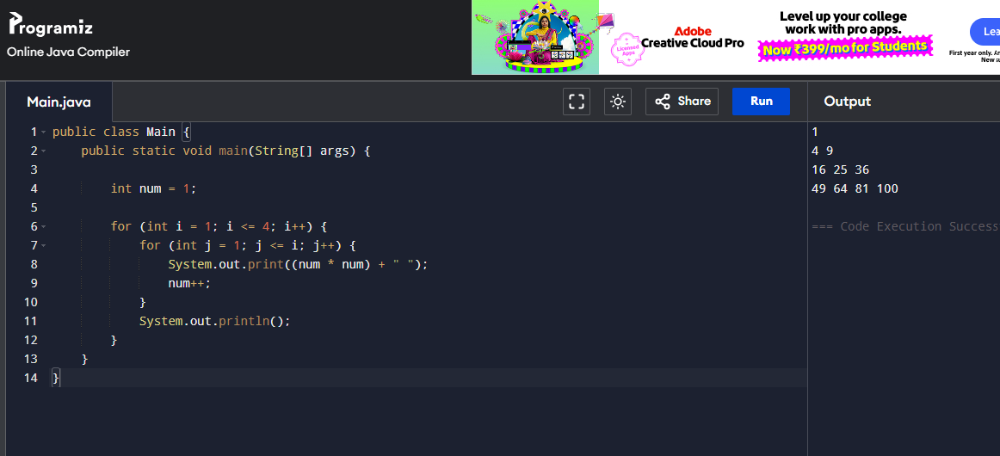 Programiz
Online Java Compiler
Licensed Apps
Adobe
Creative Cloud Pro
Level up your college
work with pro apps.
Now ₹399/mo for Students
Lea
First year only. Ar
New su
Main.java
Share
Run
Output
1 public class Main {
2     public static void main(String[] args) {
3
4         int num = 1;
5
6         for (int i = 1; i <= 4; i++) {
7             for (int j = 1; j <= i; j++) {
8                 System.out.print((num * num) + " ");
9                 num++;
10             }
11             System.out.println();
12         }
13     }
14 }
1
4 9
16 25 36
49 64 81 100
=== Code Execution Success